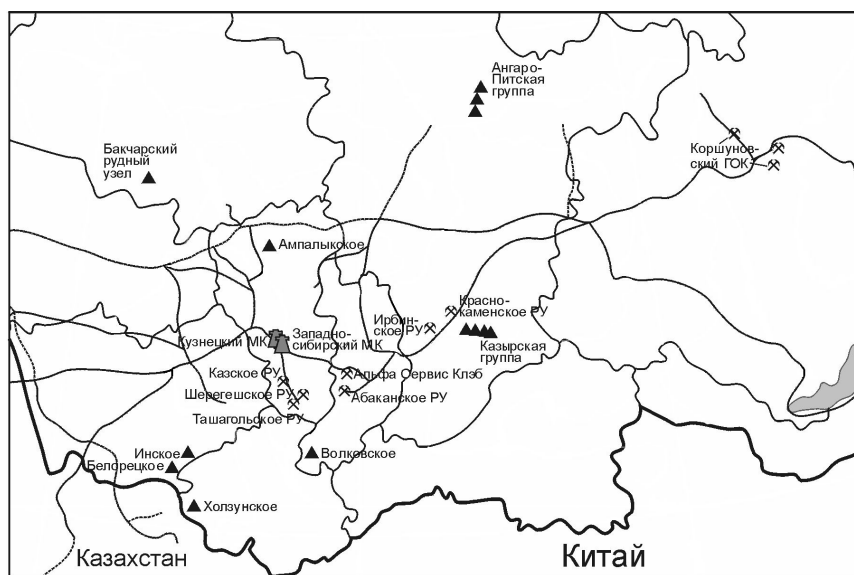 Ангаро-
Питская
группа
Бакчарский
рудный
узел
Коршунов-
ский ГОК
Ампалыкское
Красно-
каменское РУ
Ирбин-
ское РУ
Казырская
группа
Кузнецкий МК
Западно-
сибирский МК
Казское РУ
Альфа Сервис Клэб
Шерегешское РУ
Абаканское РУ
Ташагольское РУ
Инское
Белорецкое
Волковское
Холзунское
Казахстан
Китай